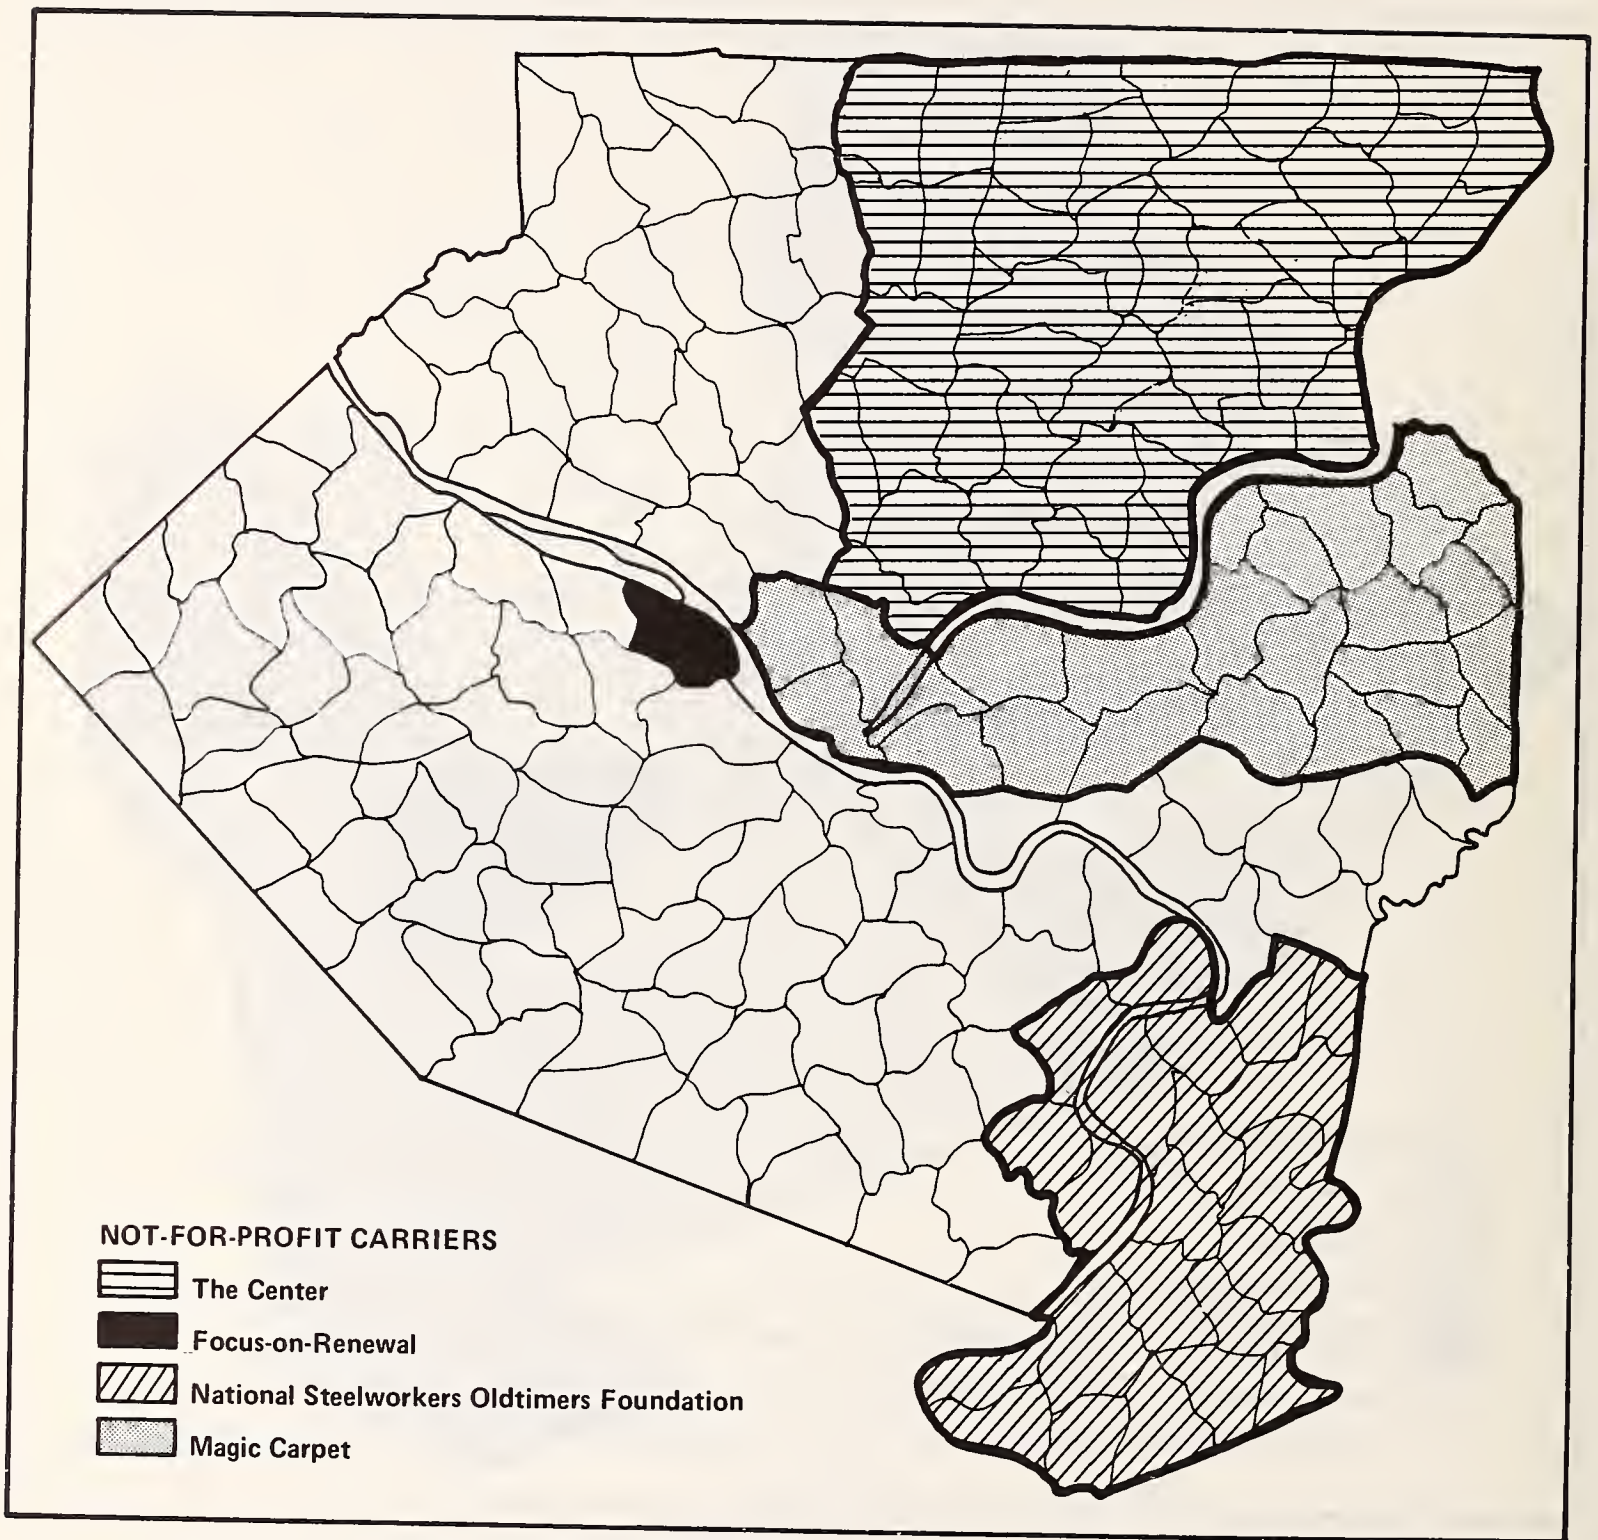 NOT-FOR-PROFIT CARRIERS
The Center
Focus-on-Renewal
National Steelworkers Oldtimers Foundation
Magic Carpet